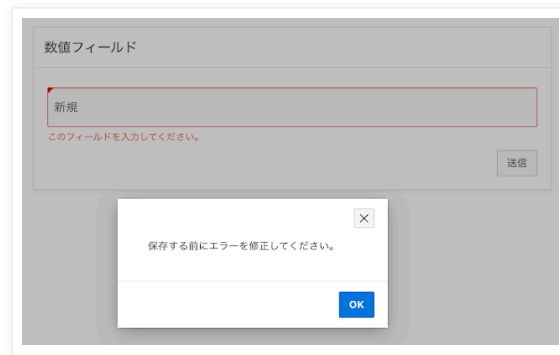 数値フィールド
新規
このフィールドを入力してください。
送信
保存する前にエラーを修正してください。
OK